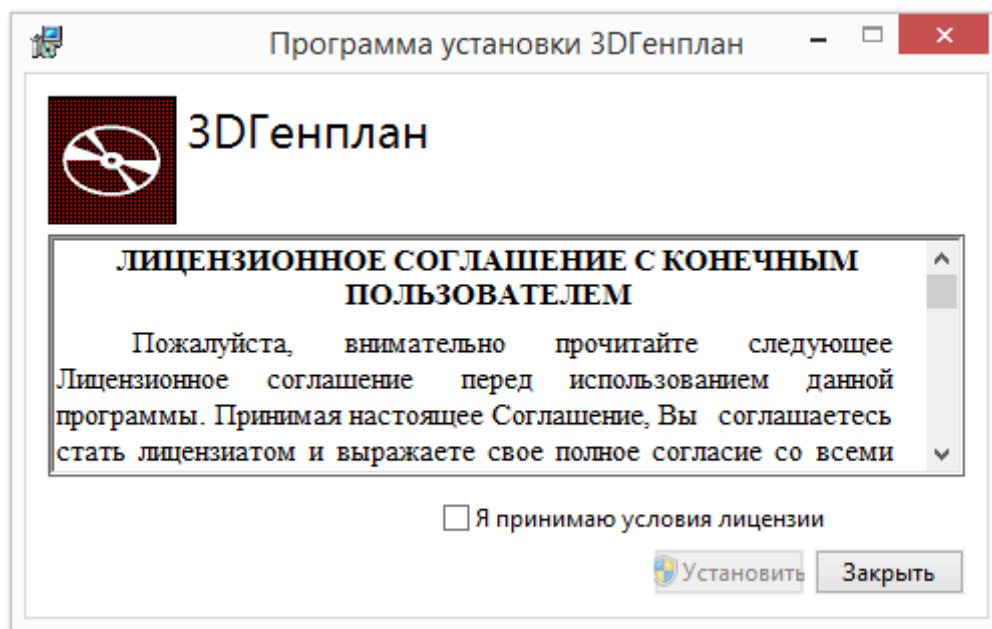 Программа установки 3DГенплан
3DГенплан
ЛИЦЕНЗИОННОЕ СОГЛАШЕНИЕ С КОНЕЧНЫМ
ПОЛЬЗОВАТЕЛЕМ
Пожалуйста, внимательно прочитайте следующее
Лицензионное соглашение перед использованием данной
программы. Принимая настоящее Соглашение, Вы соглашаетесь
стать лицензиатом и выражаете свое полное согласие со всеми
Я принимаю условия лицензии
Установить Закрыть